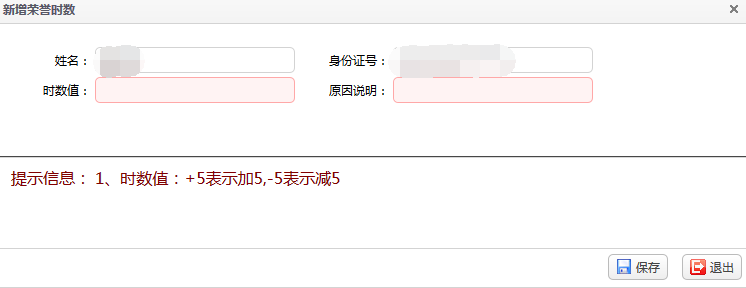 新增荣誉时数
姓名： 身份证号：
时数值： 原因说明：
提示信息： 1、时数值：+5表示加5,-5表示减5
保存 退出